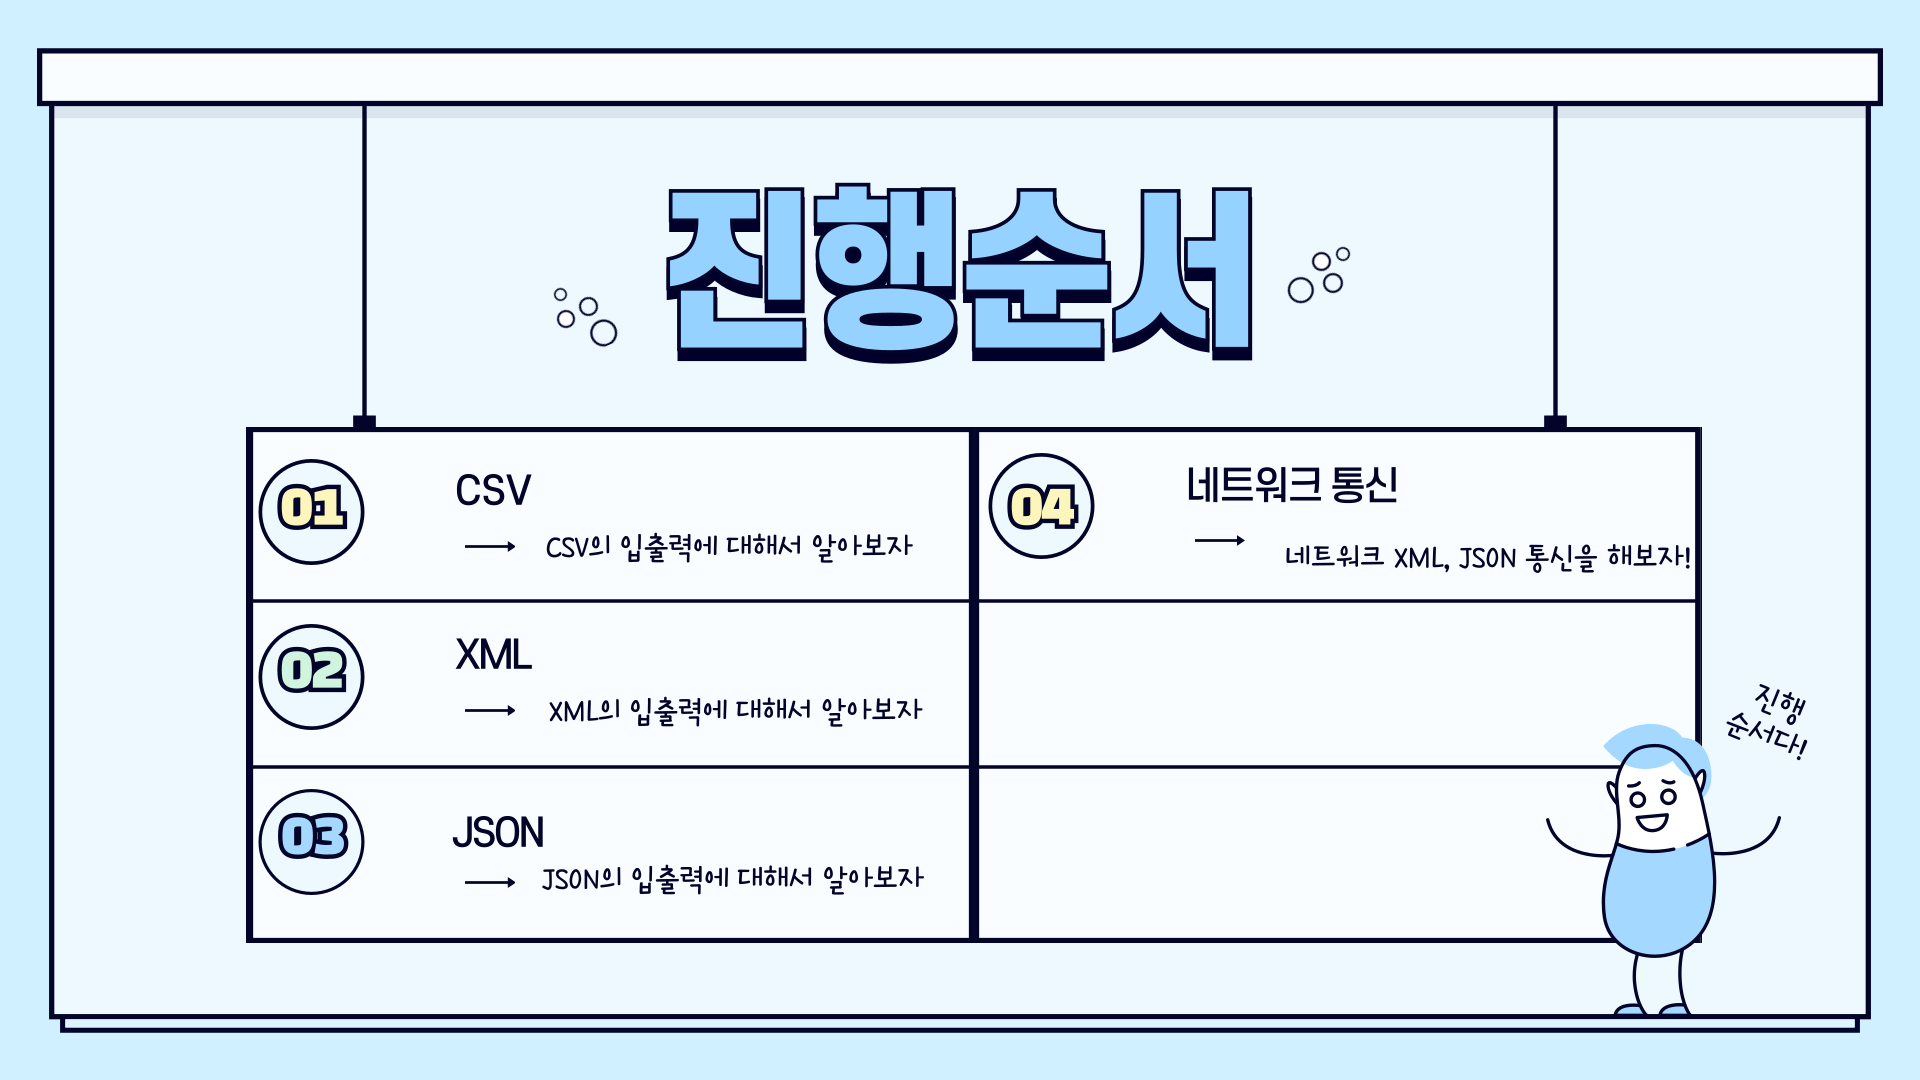 진행순서
01
CSV
CSV의 입출력에 대해서 알아보자
02
XML
XML의 입출력에 대해서 알아보자
03
JSON
JSON의 입출력에 대해서 알아보자
04
네트워크 통신
네트워크 XML, JSON 통신을 해보자!
진행
순서다!